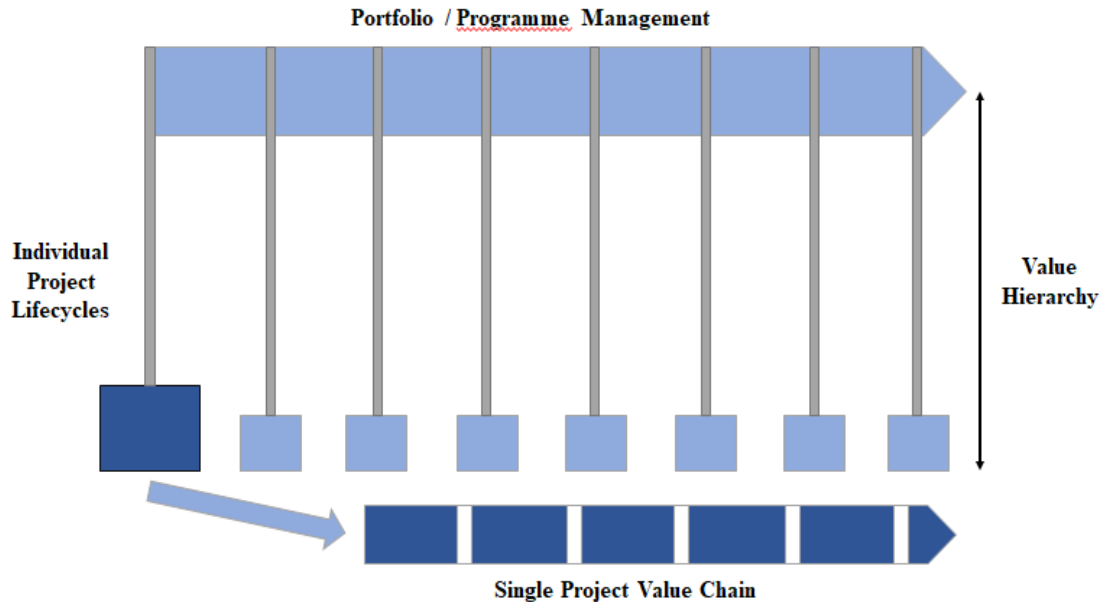 Portfolio / Programme Management
Individual
Project
Lifecycles
Value
Hierarchy
Single Project Value Chain